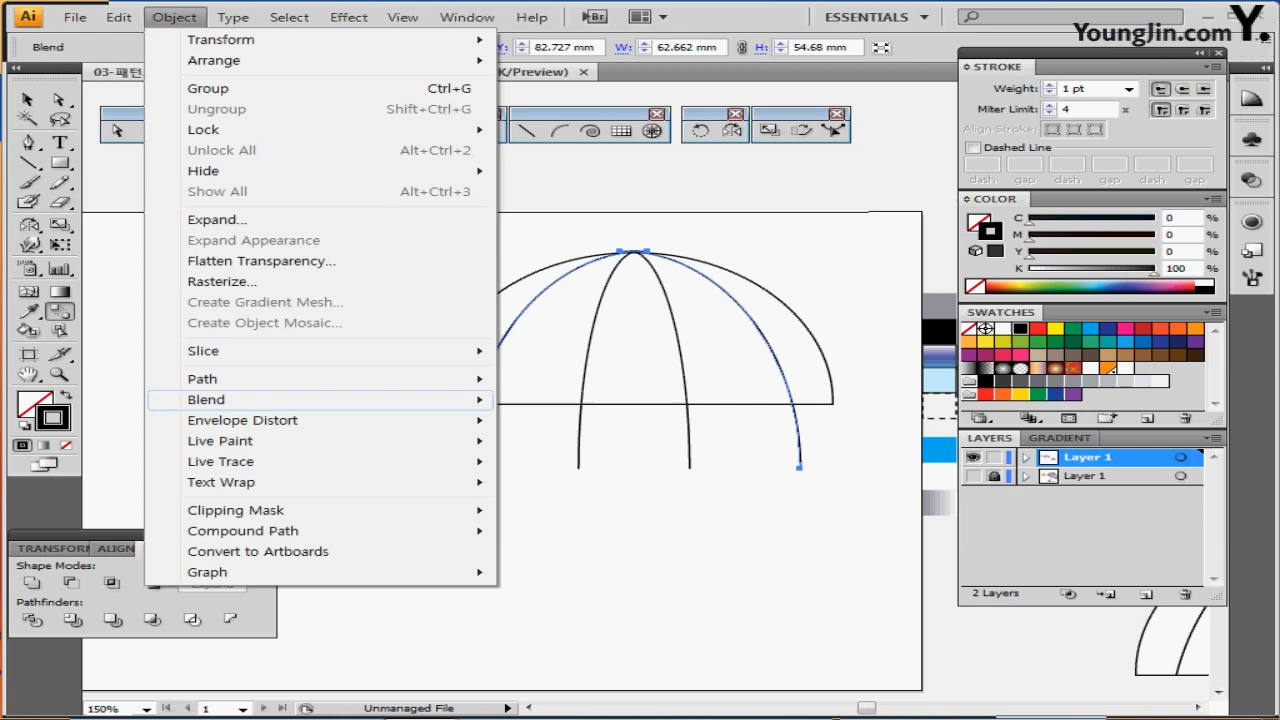 Ai File Edit Object Type Select Effect View Window Help Br ESSENTIALS
YoungJin.com Y.
Blend Y: 82.727 mm W: 62.662 mm H: 54.68 mm
03-패턴 K/Preview)
Transform
Arrange
Group Ctrl+G
Ungroup Shift+Ctrl+G
Lock
Unlock All Alt+Ctrl+2
Hide
Show All Alt+Ctrl+3
Expand...
Expand Appearance
Flatten Transparency...
Rasterize...
Create Gradient Mesh...
Create Object Mosaic...
Slice
Path
Blend
Envelope Distort
Live Paint
Live Trace
Text Wrap
Clipping Mask
Compound Path
Convert to Artboards
Graph
STROKE
Weight: 1 pt
Miter Limit: 4 x
Align Stroke:
Dashed Line
dash gap dash gap dash gap
COLOR
C 0 %
M 0 %
Y 0 %
K 100 %
SWATCHES
LAYERS GRADIENT
Layer 1
Layer 1
2 Layers
TRANSFORM ALIGN
Shape Modes:
Pathfinders:
150% 1 Unmanaged File